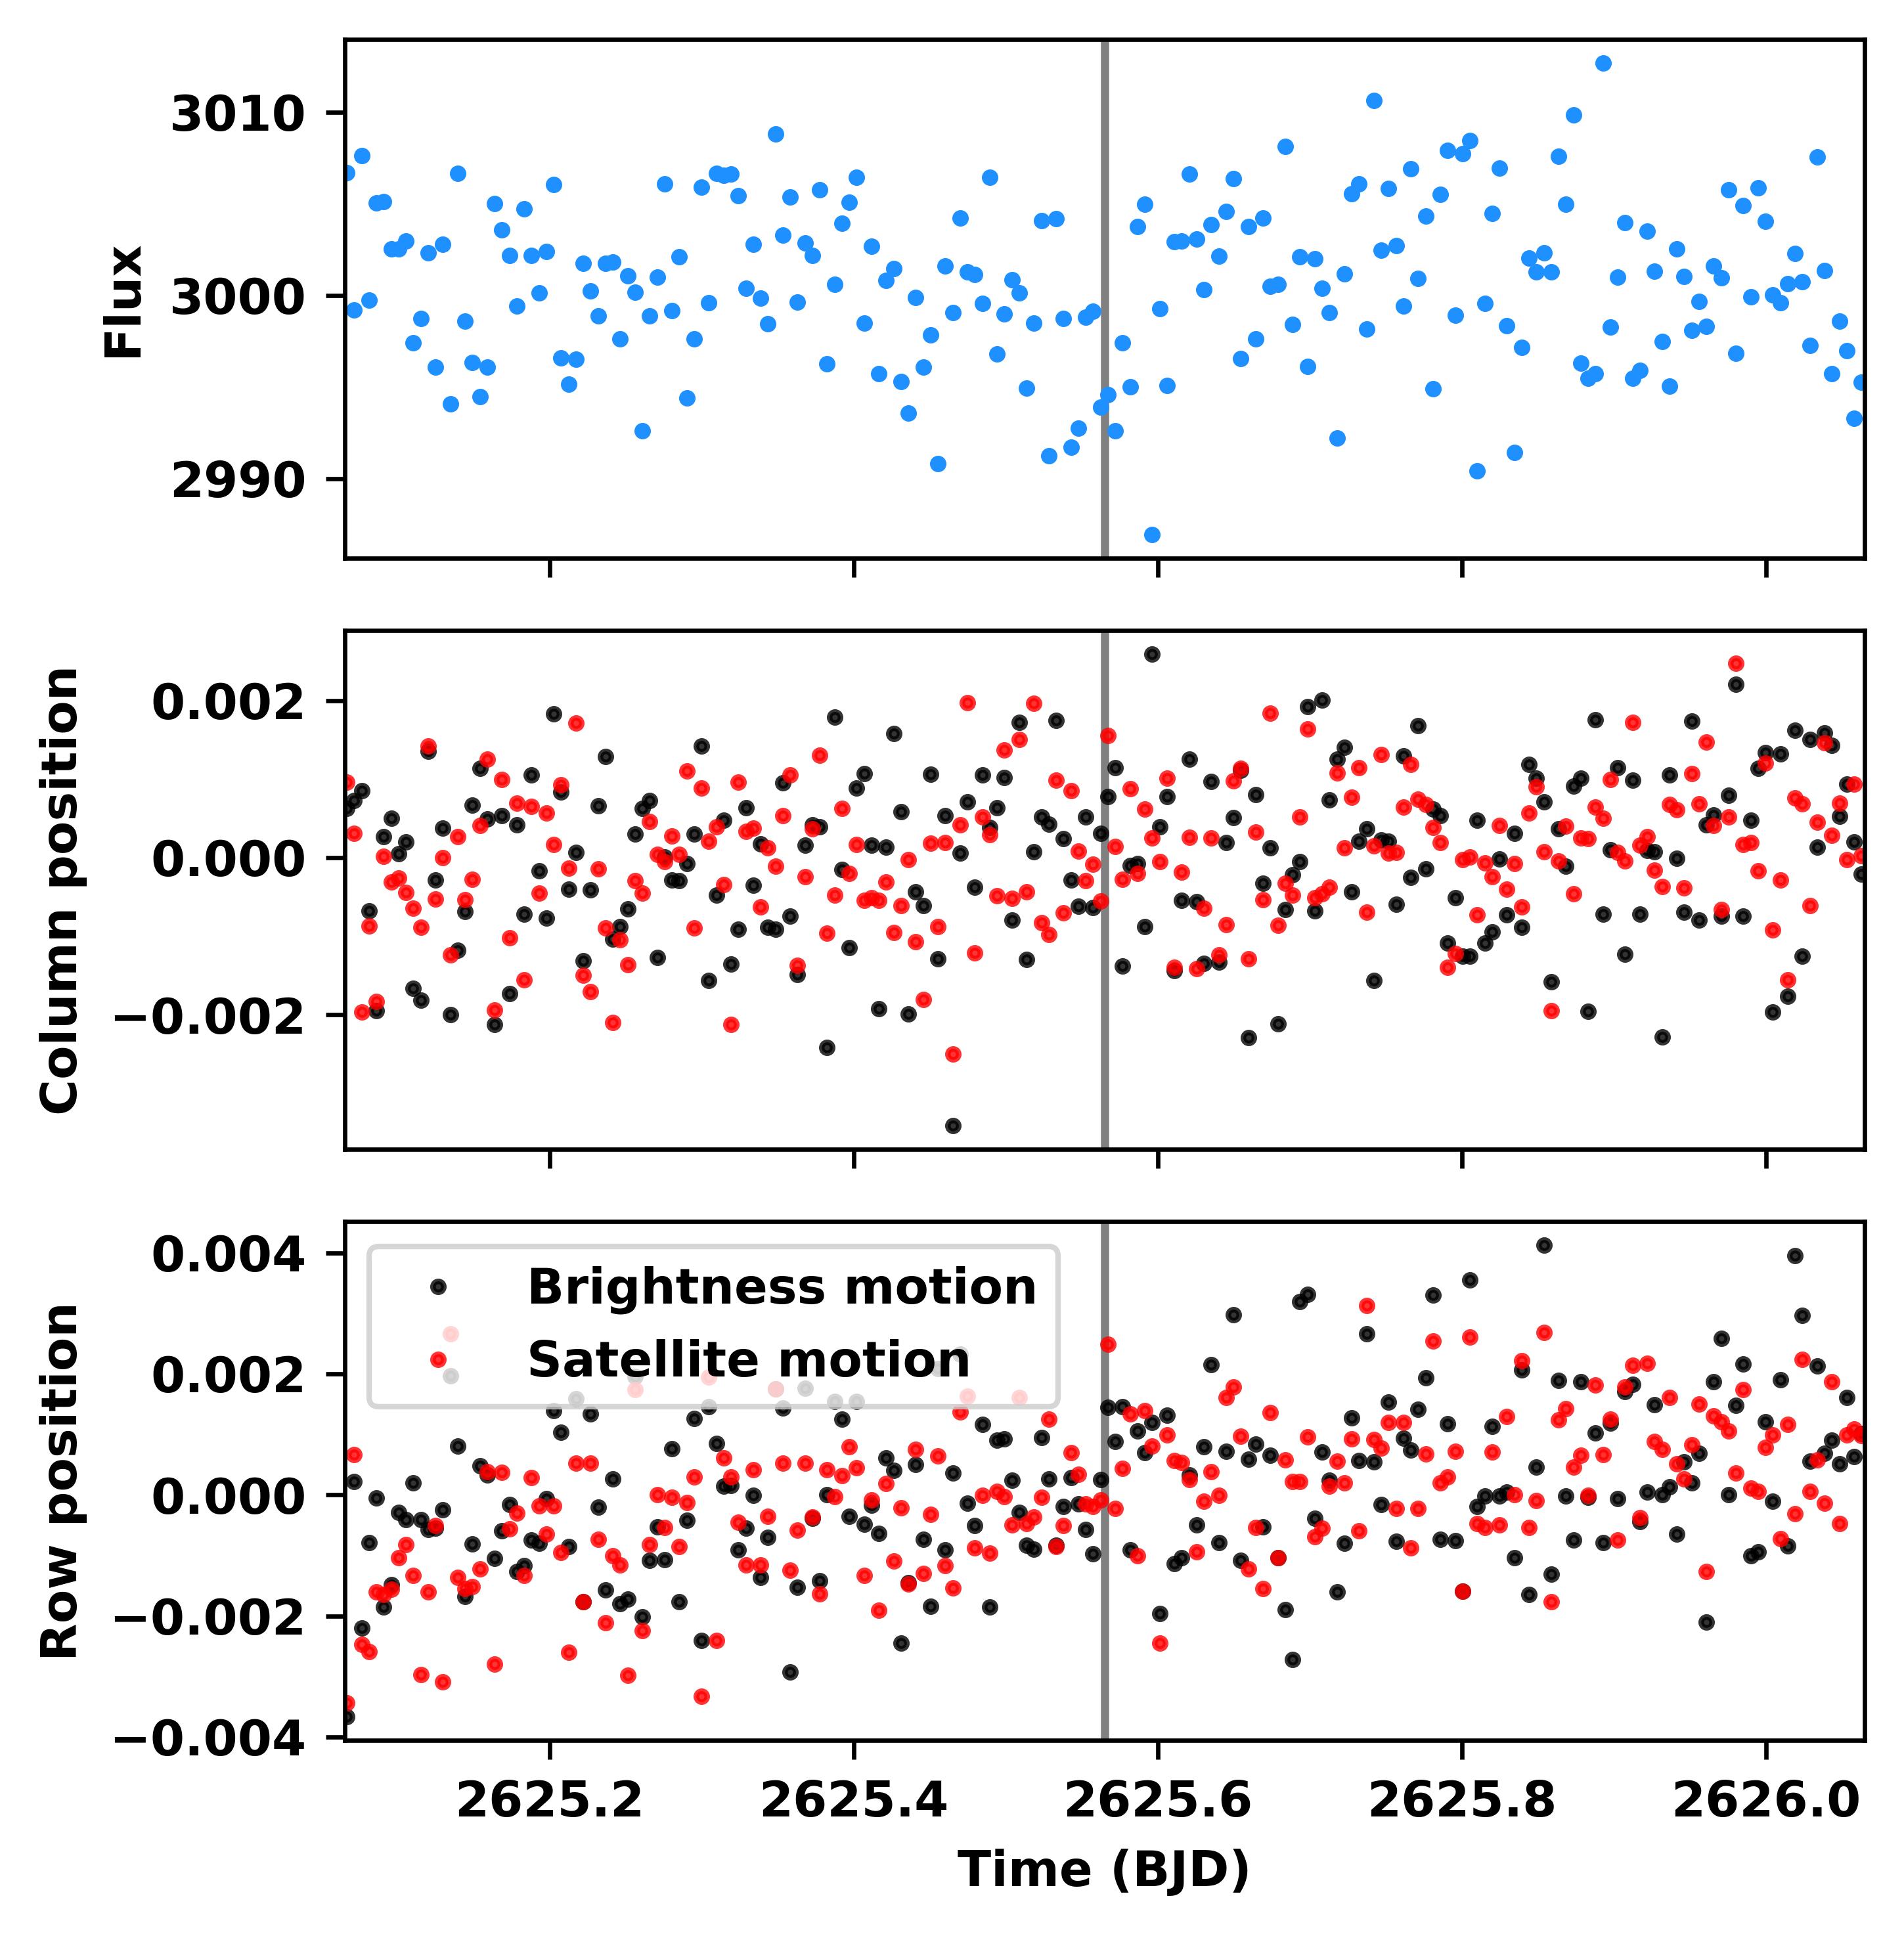 Flux
3010
3000
2990
Column position
0.002
0.000
−0.002
Row position
0.004
0.002
0.000
−0.002
−0.004
Brightness motion
Satellite motion
2625.2 2625.4 2625.6 2625.8 2626.0
Time (BJD)